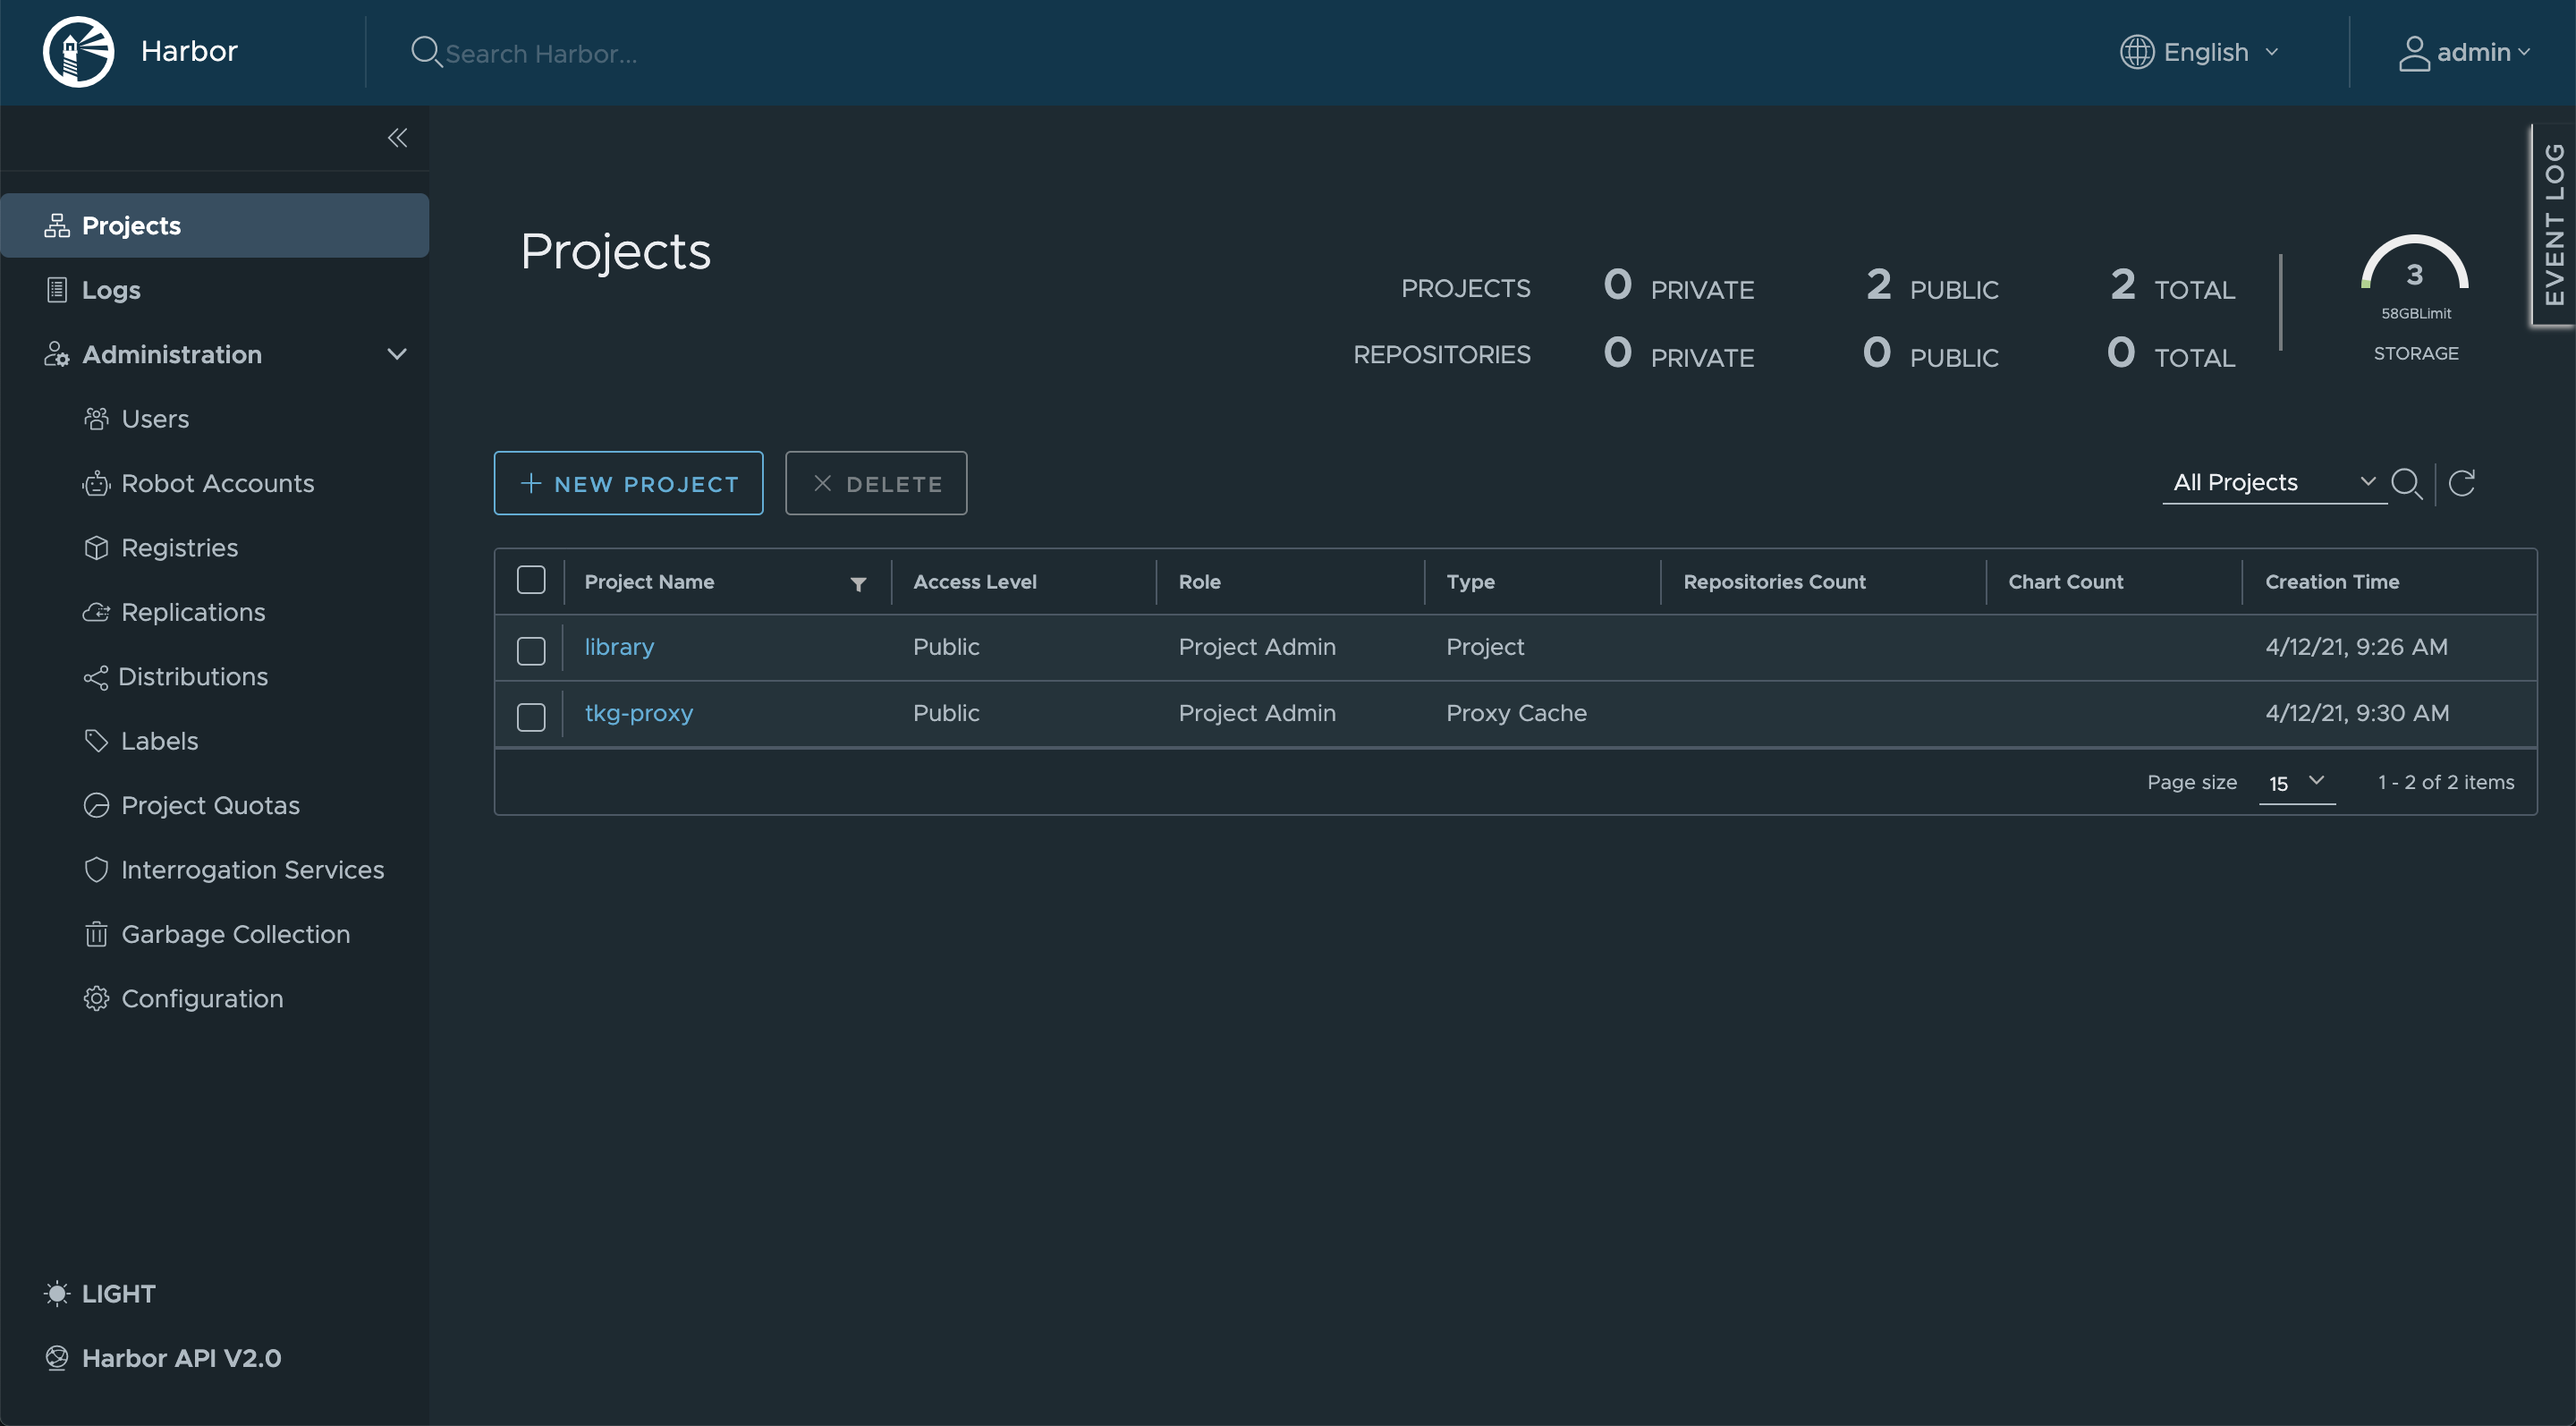 Harbor
Search Harbor...
English
admin
EVENT LOG
Projects
Logs
Administration
Users
Robot Accounts
Registries
Replications
Distributions
Labels
Project Quotas
Interrogation Services
Garbage Collection
Configuration
LIGHT
Harbor API V2.0
Projects
PROJECTS 0 PRIVATE 2 PUBLIC 2 TOTAL
REPOSITORIES 0 PRIVATE 0 PUBLIC 0 TOTAL
3
58GBLimit
STORAGE
NEW PROJECT DELETE All Projects
Project Name Access Level Role Type Repositories Count Chart Count Creation Time
library Public Project Admin Project 4/12/21, 9:26 AM
tkg-proxy Public Project Admin Proxy Cache 4/12/21, 9:30 AM
Page size 15 1 - 2 of 2 items